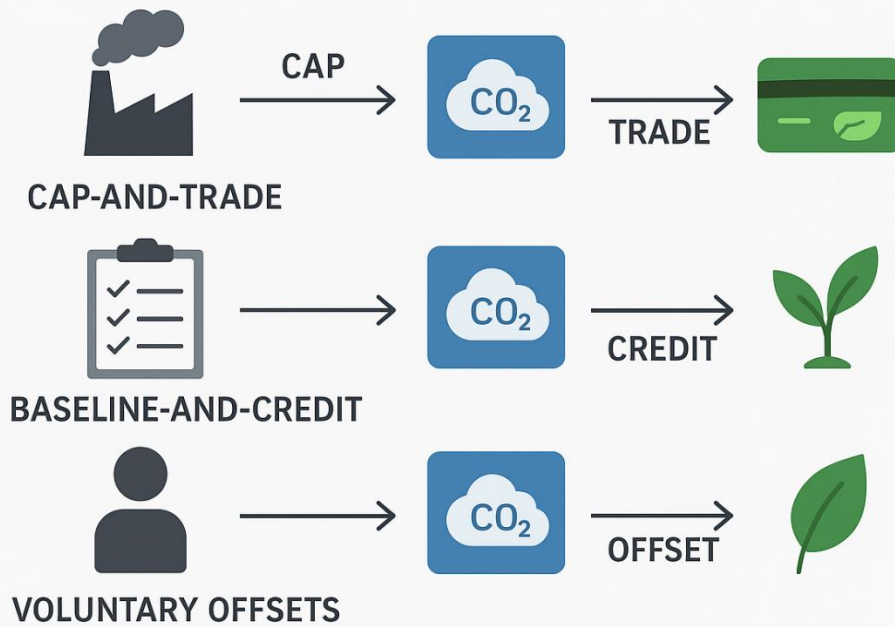 CAP
CO₂
TRADE
CAP-AND-TRADE
CO₂
CREDIT
BASELINE-AND-CREDIT
CO₂
OFFSET
VOLUNTARY OFFSETS